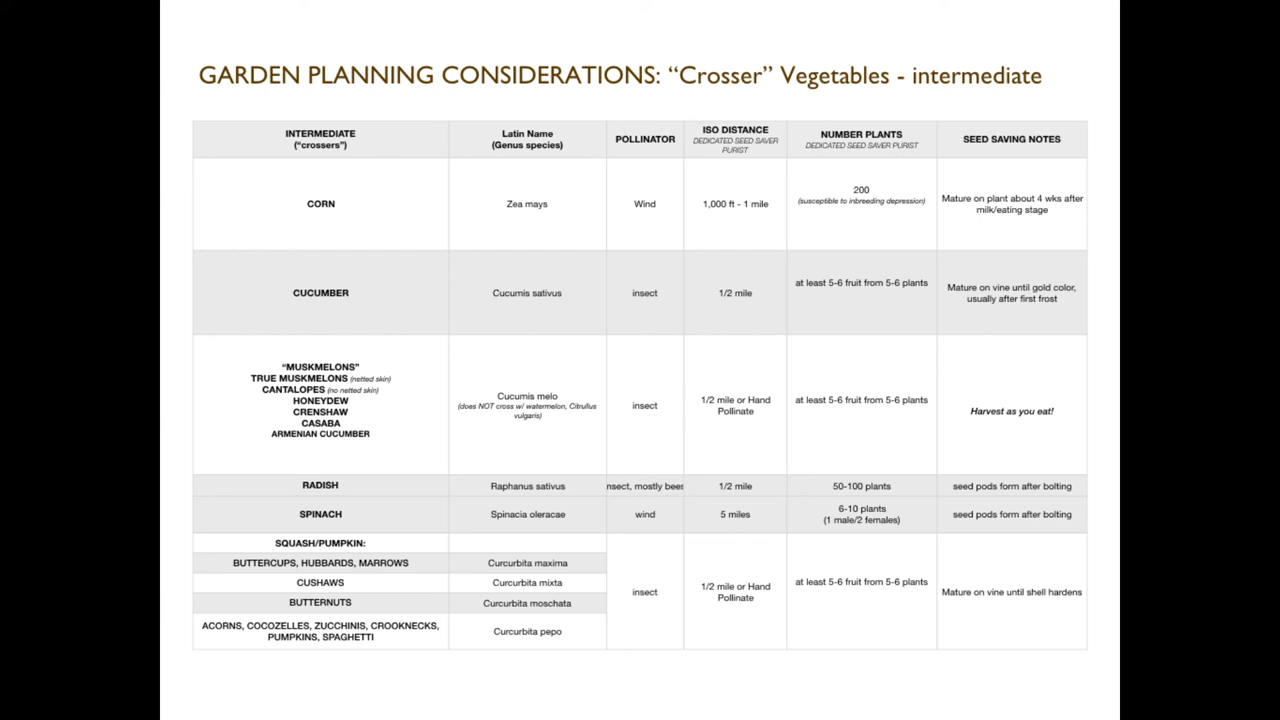 GARDEN PLANNING CONSIDERATIONS: “Crosser” Vegetables - intermediate
INTERMEDIATE
(“crossers”)
Latin Name
(Genus species)
POLLINATOR
ISO DISTANCE
DEDICATED SEED SAVER
PURIST
NUMBER PLANTS
DEDICATED SEED SAVER PURIST
SEED SAVING NOTES
CORN
Zea mays
Wind
1,000 ft - 1 mile
200
(susceptible to inbreeding depression)
Mature on plant about 4 wks after
milk/eating stage
CUCUMBER
Cucumis sativus
insect
1/2 mile
at least 5-6 fruit from 5-6 plants
Mature on vine until gold color,
usually after first frost
“MUSKMELONS”
TRUE MUSKMELONS (netted skin)
CANTALOPES (no netted skin)
HONEYDEW
CRENSHAW
CASABA
ARMENIAN CUCUMBER
Cucumis melo
(does NOT cross w/ watermelon, Citrullus
vulgaris)
insect
1/2 mile or Hand
Pollinate
at least 5-6 fruit from 5-6 plants
Harvest as you eat!
RADISH
Raphanus sativus
nsect, mostly bees
1/2 mile
50-100 plants
seed pods form after bolting
SPINACH
Spinacia oleracae
wind
5 miles
6-10 plants
(1 male/2 females)
seed pods form after bolting
SQUASH/PUMPKIN:
BUTTERCUPS, HUBBARDS, MARROWS
Curcurbita maxima
CUSHAWS
Curcurbita mixta
BUTTERNUTS
Curcurbita moschata
ACORNS, COCOZELLES, ZUCCHINIS, CROOKNECKS,
PUMPKINS, SPAGHETTI
Curcurbita pepo
insect
1/2 mile or Hand
Pollinate
at least 5-6 fruit from 5-6 plants
Mature on vine until shell hardens